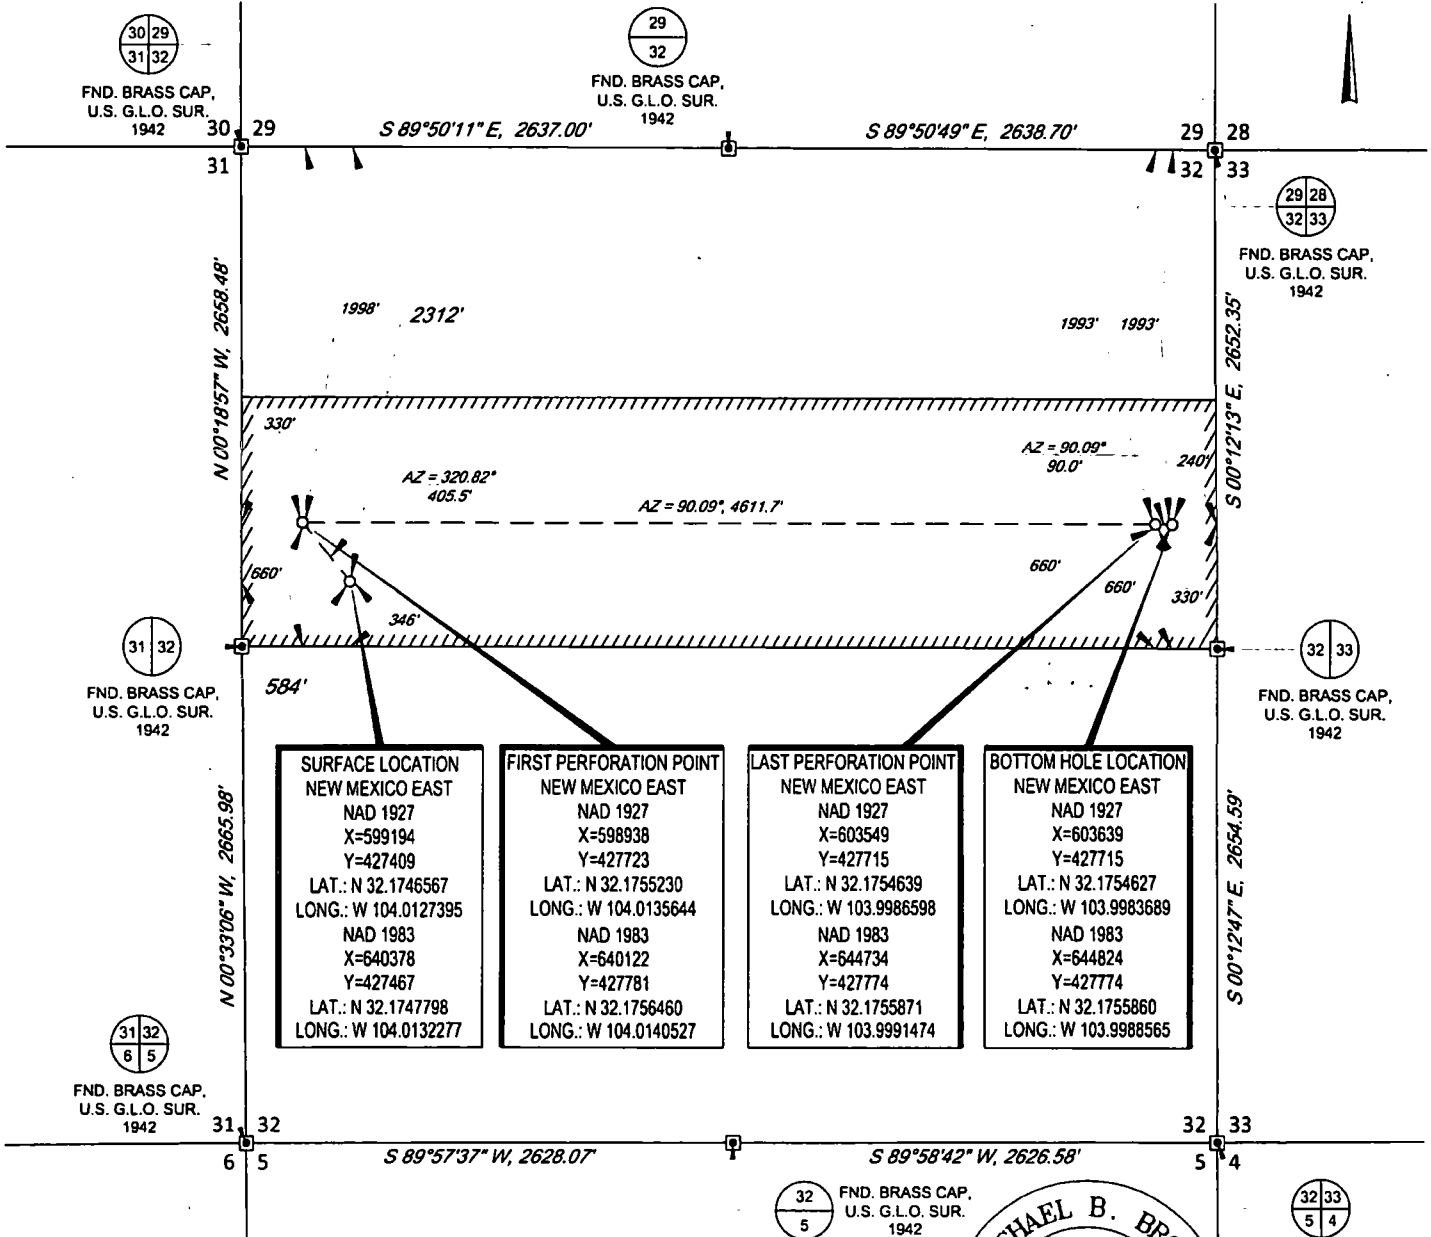 30 29
31 32
FND. BRASS CAP,
U.S. G.L.O. SUR.
1942
29
32
FND. BRASS CAP,
U.S. G.L.O. SUR.
1942
30 29
31
S 89°50'11" E, 2637.00'
S 89°50'49" E, 2638.70'
29 28
32 33
29 28
32 33
FND. BRASS CAP,
U.S. G.L.O. SUR.
1942
N 00°18'57" W, 2658.48'
1998'
2312'
1993'
1993'
S 00°12'13" E, 2652.35'
330'
AZ = 320.82°
405.5'
AZ = 90.09°, 4611.7'
AZ = 90.09°
90.0'
240'
660'
346'
660'
660'
330'
31 32
FND. BRASS CAP,
U.S. G.L.O. SUR.
1942
584'
32 33
FND. BRASS CAP,
U.S. G.L.O. SUR.
1942
SURFACE LOCATION
NEW MEXICO EAST
NAD 1927
X=599194
Y=427409
LAT.: N 32.1746567
LONG.: W 104.0127395
NAD 1983
X=640378
Y=427467
LAT.: N 32.1747798
LONG.: W 104.0132277
FIRST PERFORATION POINT
NEW MEXICO EAST
NAD 1927
X=598938
Y=427723
LAT.: N 32.1755230
LONG.: W 104.0135644
NAD 1983
X=640122
Y=427781
LAT.: N 32.1756460
LONG.: W 104.0140527
LAST PERFORATION POINT
NEW MEXICO EAST
NAD 1927
X=603549
Y=427715
LAT.: N 32.1754639
LONG.: W 103.9986598
NAD 1983
X=644734
Y=427774
LAT.: N 32.1755871
LONG.: W 103.9991474
BOTTOM HOLE LOCATION
NEW MEXICO EAST
NAD 1927
X=603639
Y=427715
LAT.: N 32.1754627
LONG.: W 103.9983689
NAD 1983
X=644824
Y=427774
LAT.: N 32.1755860
LONG.: W 103.9988565
N 00°33'06" W, 2665.98'
S 00°12'47" E, 2654.59'
31 32
6 5
FND. BRASS CAP,
U.S. G.L.O. SUR.
1942
31 32
6 5
S 89°57'37" W, 2628.07'
S 89°58'42" W, 2626.58'
32 33
5 4
32
5
FND. BRASS CAP,
U.S. G.L.O. SUR.
1942
32 33
5 4
B.